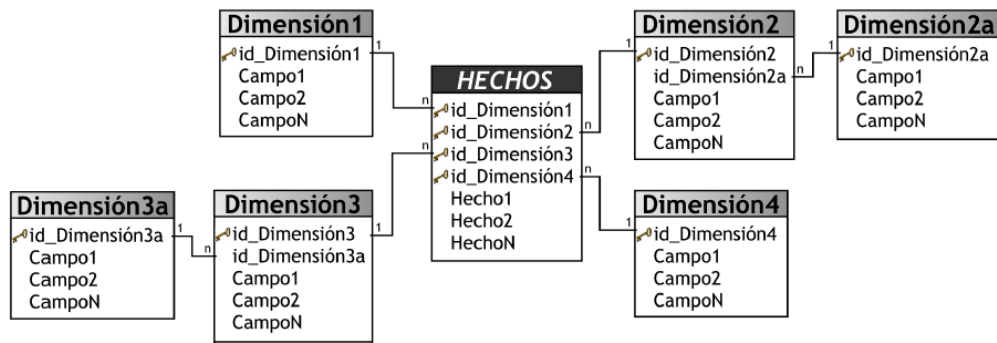 Dimensión1
id_Dimensión1
Campo1
Campo2
CampoN
1
n
HECHOS
id_Dimensión1
id_Dimensión2
id_Dimensión3
id_Dimensión4
Hecho1
Hecho2
HechoN
n
n
n
Dimensión2
id_Dimensión2
id_Dimensión2a
Campo1
Campo2
CampoN
1
n
Dimensión2a
id_Dimensión2a
Campo1
Campo2
CampoN
1
Dimensión3a
id_Dimensión3a
Campo1
Campo2
CampoN
1
n
Dimensión3
id_Dimensión3
id_Dimensión3a
Campo1
Campo2
CampoN
1
Dimensión4
id_Dimensión4
Campo1
Campo2
CampoN
1